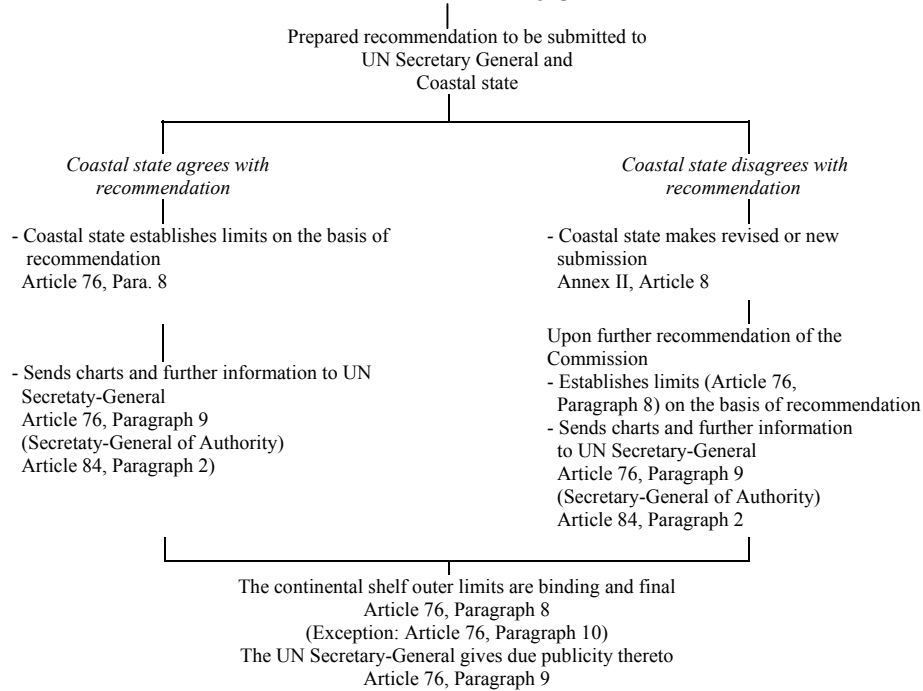 Prepared recommendation to be submitted to
UN Secretary General and
Coastal state
Coastal state agrees with
recommendation
- Coastal state establishes limits on the basis of
recommendation
Article 76, Para. 8
- Sends charts and further information to UN
Secretaty-General
Article 76, Paragraph 9
(Secretaty-General of Authority)
Article 84, Paragraph 2)
Coastal state disagrees with
recommendation
- Coastal state makes revised or new
submission
Annex II, Article 8
Upon further recommendation of the
Commission
- Establishes limits (Article 76,
Paragraph 8) on the basis of recommendation
- Sends charts and further information
to UN Secretary-General
Article 76, Paragraph 9
(Secretary-General of Authority)
Article 84, Paragraph 2
The continental shelf outer limits are binding and final
Article 76, Paragraph 8
(Exception: Article 76, Paragraph 10)
The UN Secretary-General gives due publicity thereto
Article 76, Paragraph 9